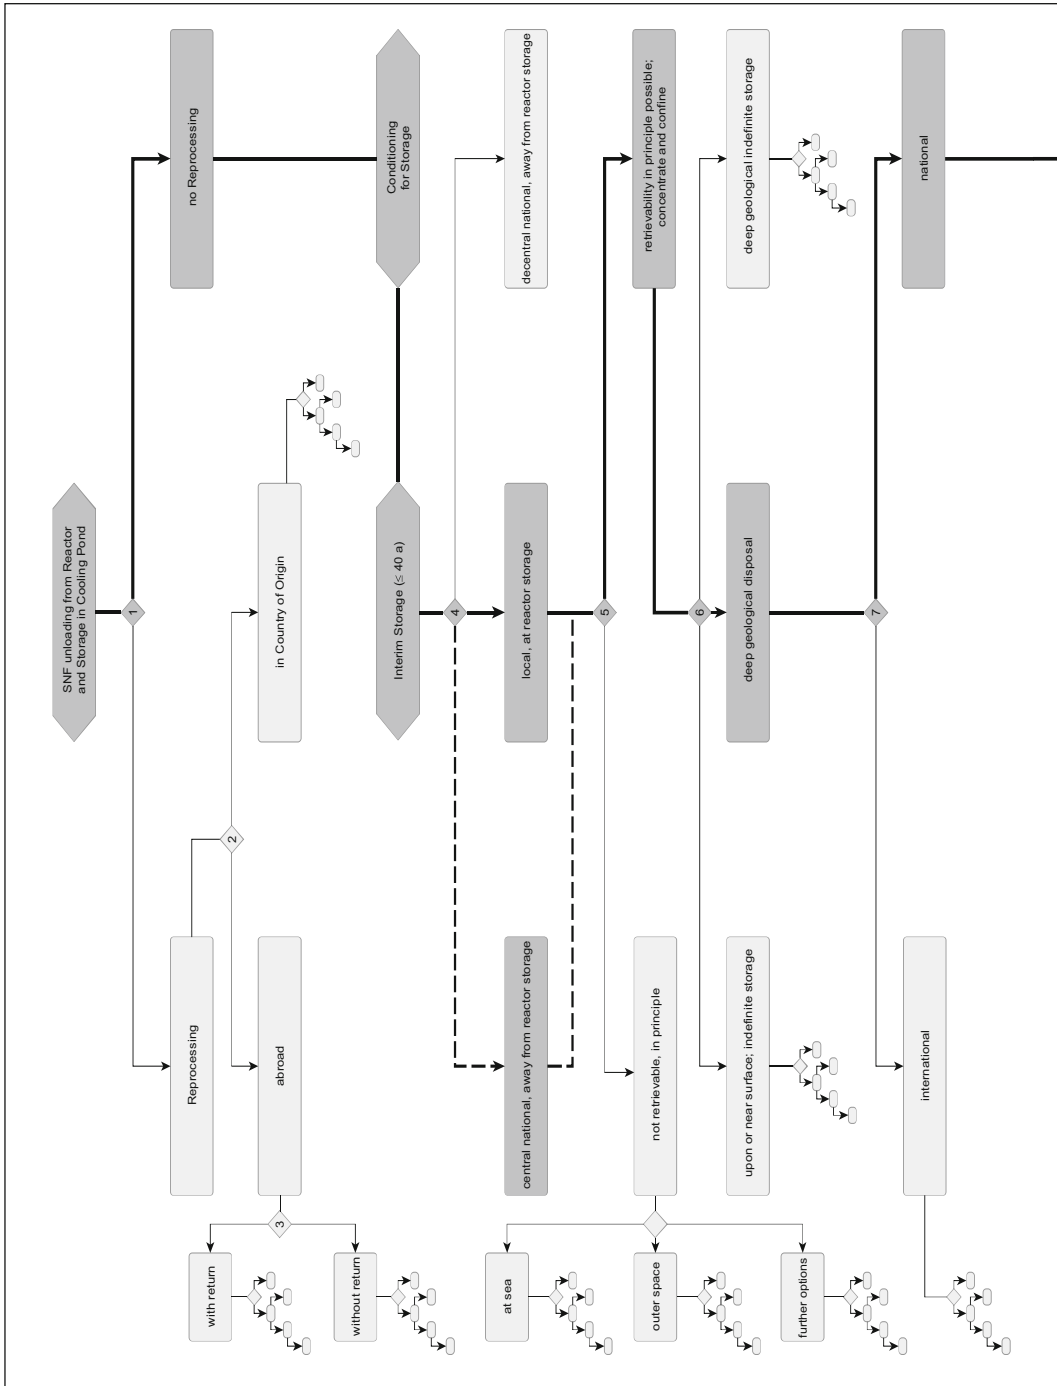 SNF unloading from Reactor
and Storage in Cooling Pond
1
Reprocessing
no Reprocessing
2
abroad
in Country of Origin
3
with return
without return
Conditioning
for Storage
Interim Storage (≤ 40 a)
4
central national, away from reactor storage
local, at reactor storage
decentral national, away from reactor storage
5
not retrievable, in principle
retrievability in principle possible;
concentrate and confine
at sea
outer space
further options
6
upon or near surface; indefinite storage
deep geological disposal
deep geological indefinite storage
7
international
national